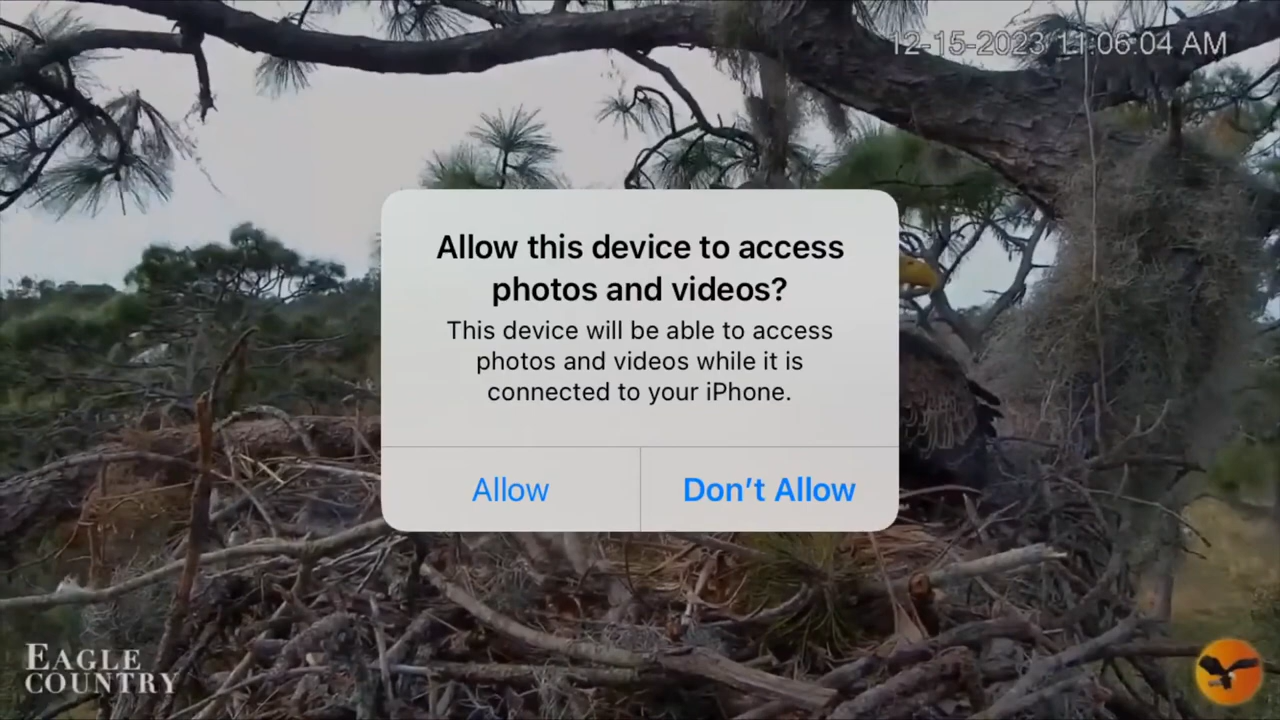 12-15-2023 11:06:04 AM
Allow this device to access
photos and videos?
This device will be able to access
photos and videos while it is
connected to your iPhone.
Allow
Don’t Allow
EAGLE
COUNTRY